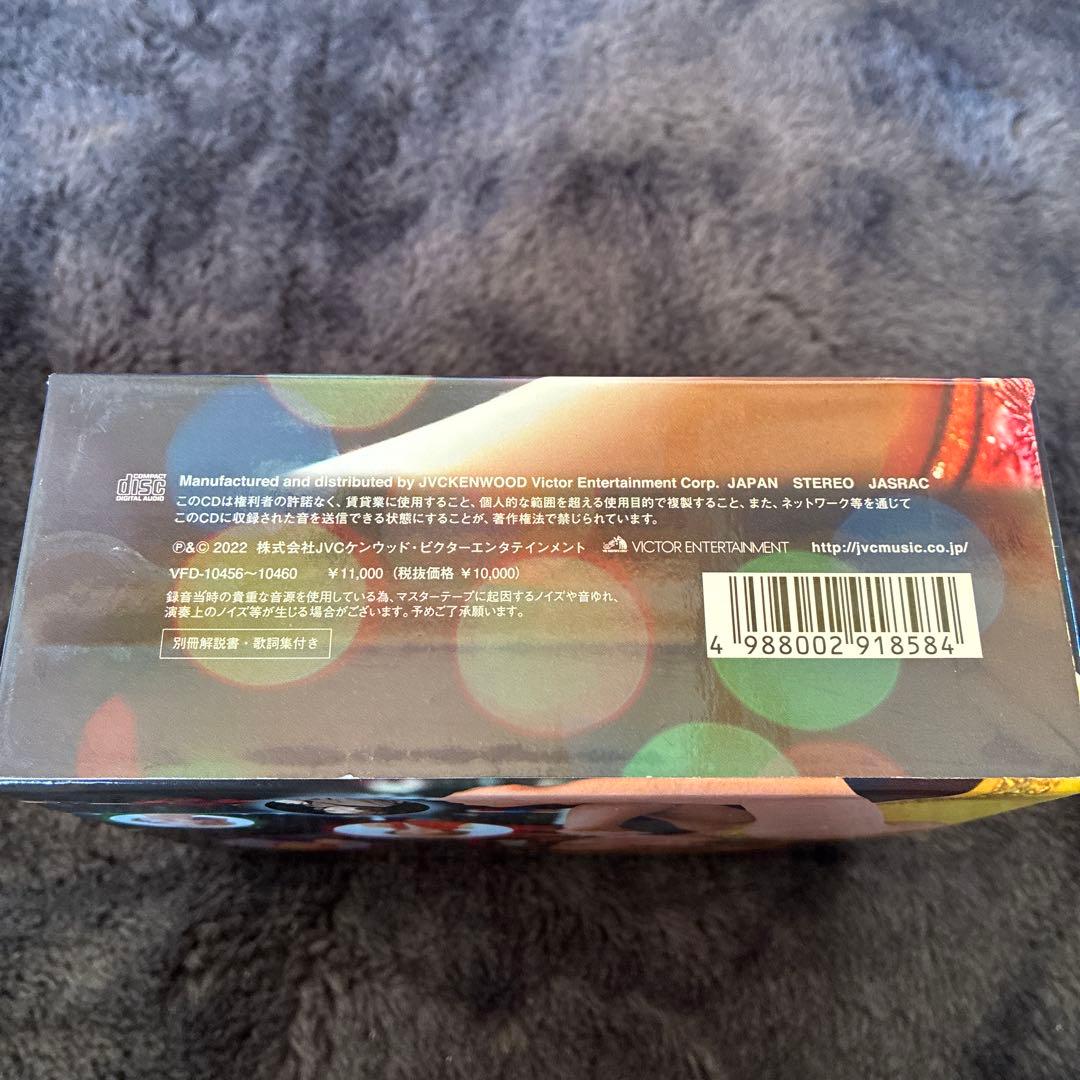 COMPACT
disc
DIGITAL AUDIO
Manufactured and distributed by JVCKENWOOD Victor Entertainment Corp. JAPAN STEREO JASRAC
このCDは権利者の許諾なく、賃貸業に使用すること、個人的な範囲を超える使用目的で複製すること、また、ネットワーク等を通じて
このCDに収録された音を送信できる状態にすることが、著作権法で禁じられています。
℗&© 2022 株式会社JVCケンウッド・ビクターエンタテインメント VICTOR ENTERTAINMENT http://jvcmusic.co.jp/
VFD-10456〜10460 ¥11,000(税抜価格 ¥10,000)
録音当時の貴重な音源を使用している為、マスターテープに起因するノイズや音ゆれ、
演奏上のノイズ等が生じる場合がございます。予めご了承願います。
別冊解説書・歌詞集付き
4 988002 918584